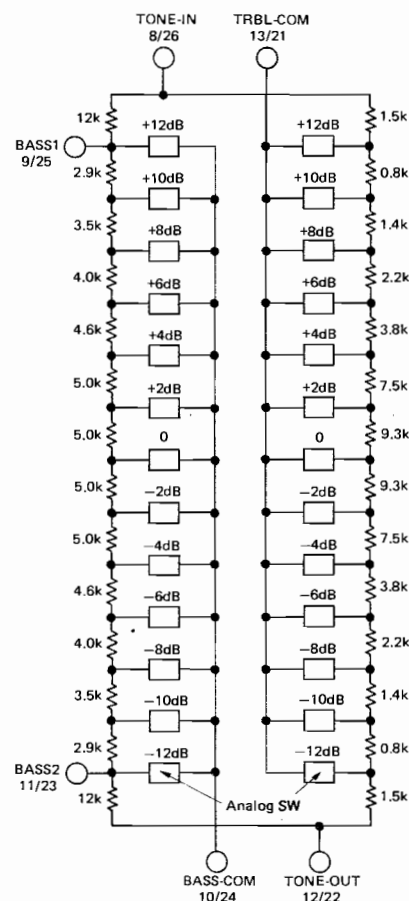 TONE-IN TRBL-COM
8/26 13/21
12k 1.5k
+12dB +12dB
BASS1
9/25
2.9k 0.8k
+10dB +10dB
3.5k 1.4k
+8dB +8dB
4.0k 2.2k
+6dB +6dB
4.6k 3.8k
+4dB +4dB
5.0k 7.5k
+2dB +2dB
5.0k 9.3k
0 0
5.0k 9.3k
−2dB −2dB
5.0k 7.5k
−4dB −4dB
4.6k 3.8k
−6dB −6dB
4.0k 2.2k
−8dB −8dB
3.5k 1.4k
−10dB −10dB
2.9k 0.8k
−12dB −12dB
BASS2
11/23
12k Analog SW 1.5k
BASS-COM TONE-OUT
10/24 12/22